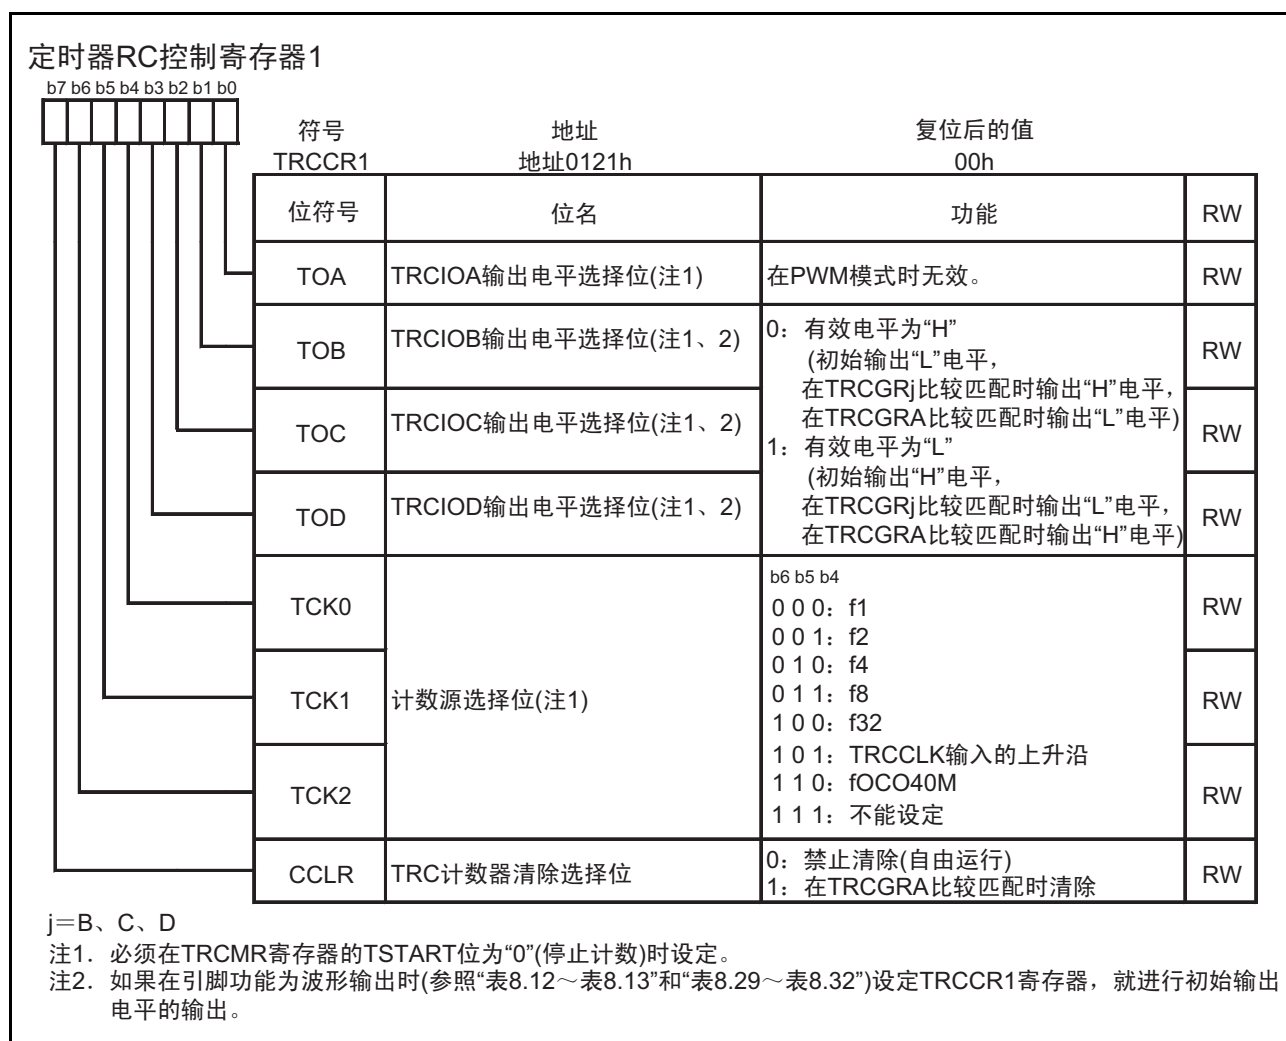 定时器RC控制寄存器1
b7 b6 b5 b4 b3 b2 b1 b0
符号 地址 复位后的值
TRCCR1 地址0121h 00h
位符号 位名 功能 RW
TOA TRCIOA输出电平选择位(注1) 在PWM模式时无效。 RW
TOB TRCIOB输出电平选择位(注1、2) RW
TOC TRCIOC输出电平选择位(注1、2) RW
TOD TRCIOD输出电平选择位(注1、2) RW
0：有效电平为“H”
(初始输出“L”电平，
在TRCGRj比较匹配时输出“H”电平，
在TRCGRA比较匹配时输出“L”电平)
1：有效电平为“L”
(初始输出“H”电平，
在TRCGRj比较匹配时输出“L”电平，
在TRCGRA比较匹配时输出“H”电平)
TCK0 RW
TCK1 计数源选择位(注1) RW
TCK2 RW
b6 b5 b4
0 0 0：f1
0 0 1：f2
0 1 0：f4
0 1 1：f8
1 0 0：f32
1 0 1：TRCCLK输入的上升沿
1 1 0：fOCO40M
1 1 1：不能设定
CCLR TRC计数器清除选择位 RW
0：禁止清除(自由运行)
1：在TRCGRA比较匹配时清除
j＝B、C、D
注1. 必须在TRCMR寄存器的TSTART位为“0”(停止计数)时设定。
注2. 如果在引脚功能为波形输出时(参照“表8.12～表8.13”和“表8.29～表8.32”)设定TRCCR1寄存器，就进行初始输出
电平的输出。